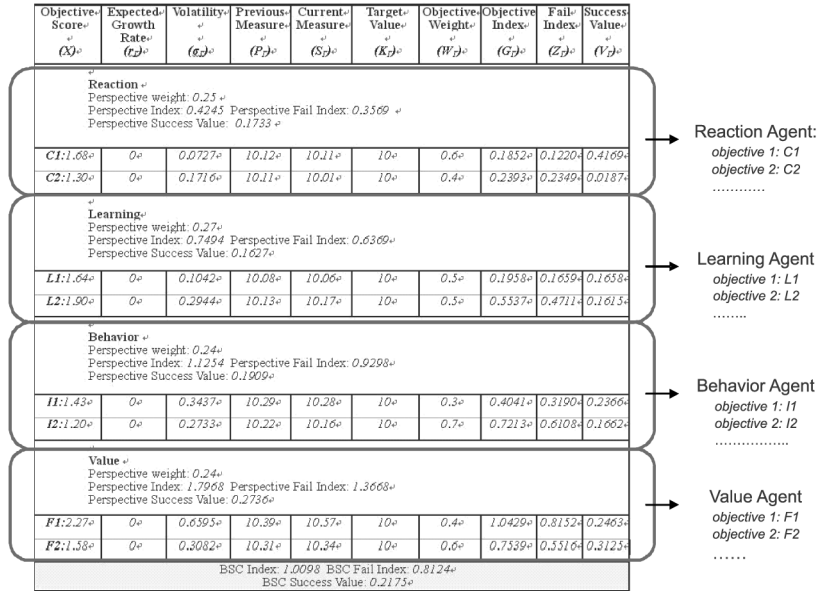 Objective Score (X) Expected Growth Rate (r_D) Volatility (σ_D) Previous Measure (P_D) Current Measure (S_D) Target Value (K_D) Objective Weight (W_D) Objective Index (G_D) Fail Index (Z_D) Success Value (V_D)
Reaction
Perspective weight: 0.25
Perspective Index: 0.4245 Perspective Fail Index: 0.3569
Perspective Success Value: 0.1733
C1:1.68 0 0.0727 10.12 10.11 10 0.6 0.1852 0.1220 0.4169
C2:1.30 0 0.1716 10.11 10.01 10 0.4 0.2393 0.2349 0.0187
Reaction Agent:
objective 1: C1
objective 2: C2
............
Learning
Perspective weight: 0.27
Perspective Index: 0.7494 Perspective Fail Index: 0.6369
Perspective Success Value: 0.1627
L1:1.64 0 0.1042 10.08 10.06 10 0.5 0.1958 0.1659 0.1658
L2:1.90 0 0.2944 10.13 10.17 10 0.5 0.5537 0.4711 0.1615
Learning Agent
objective 1: L1
objective 2: L2
........
Behavior
Perspective weight: 0.24
Perspective Index: 1.1254 Perspective Fail Index: 0.9298
Perspective Success Value: 0.1909
I1:1.43 0 0.3437 10.29 10.28 10 0.3 0.4041 0.3190 0.2366
I2:1.20 0 0.2733 10.22 10.16 10 0.7 0.7213 0.6108 0.1662
Behavior Agent
objective 1: I1
objective 2: I2
.................
Value
Perspective weight: 0.24
Perspective Index: 1.7968 Perspective Fail Index: 1.3668
Perspective Success Value: 0.2736
F1:2.27 0 0.6595 10.39 10.57 10 0.4 1.0429 0.8152 0.2463
F2:1.58 0 0.3082 10.31 10.34 10 0.6 0.7539 0.5516 0.3125
Value Agent
objective 1: F1
objective 2: F2
......
BSC Index: 1.0098 BSC Fail Index: 0.8124
BSC Success Value: 0.2175